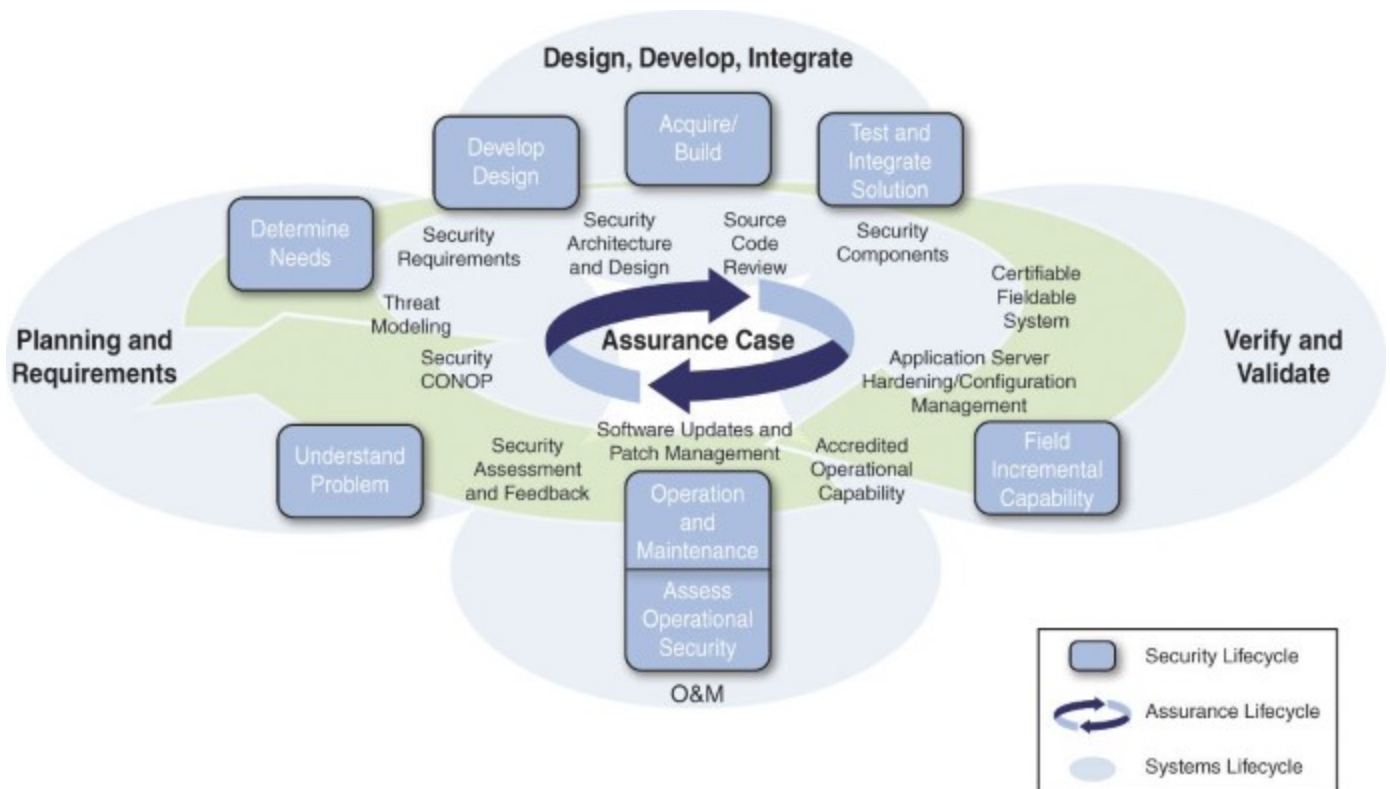 Design, Develop, Integrate
Acquire/
Build
Develop
Design
Test and
Integrate
Solution
Determine
Needs
Security
Requirements
Security
Architecture
and Design
Source
Code
Review
Security
Components
Certifiable
Fieldable
System
Threat
Modeling
Planning and
Requirements
Assurance Case
Verify and
Validate
Security
CONOP
Application Server
Hardening/Configuration
Management
Understand
Problem
Security
Assessment
and Feedback
Software Updates and
Patch Management
Accredited
Operational
Capability
Field
Incremental
Capability
Operation
and
Maintenance
Assess
Operational
Security
O&M
Security Lifecycle
Assurance Lifecycle
Systems Lifecycle